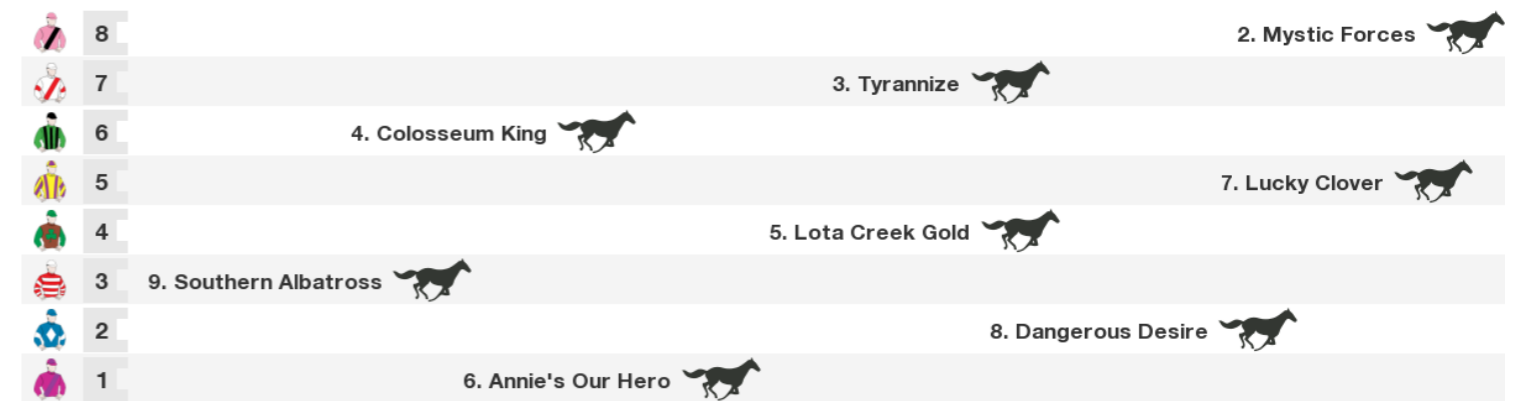 8 2. Mystic Forces
7 3. Tyrannize
6 4. Colosseum King
5 7. Lucky Clover
4 5. Lota Creek Gold
3 9. Southern Albatross
2 8. Dangerous Desire
1 6. Annie's Our Hero